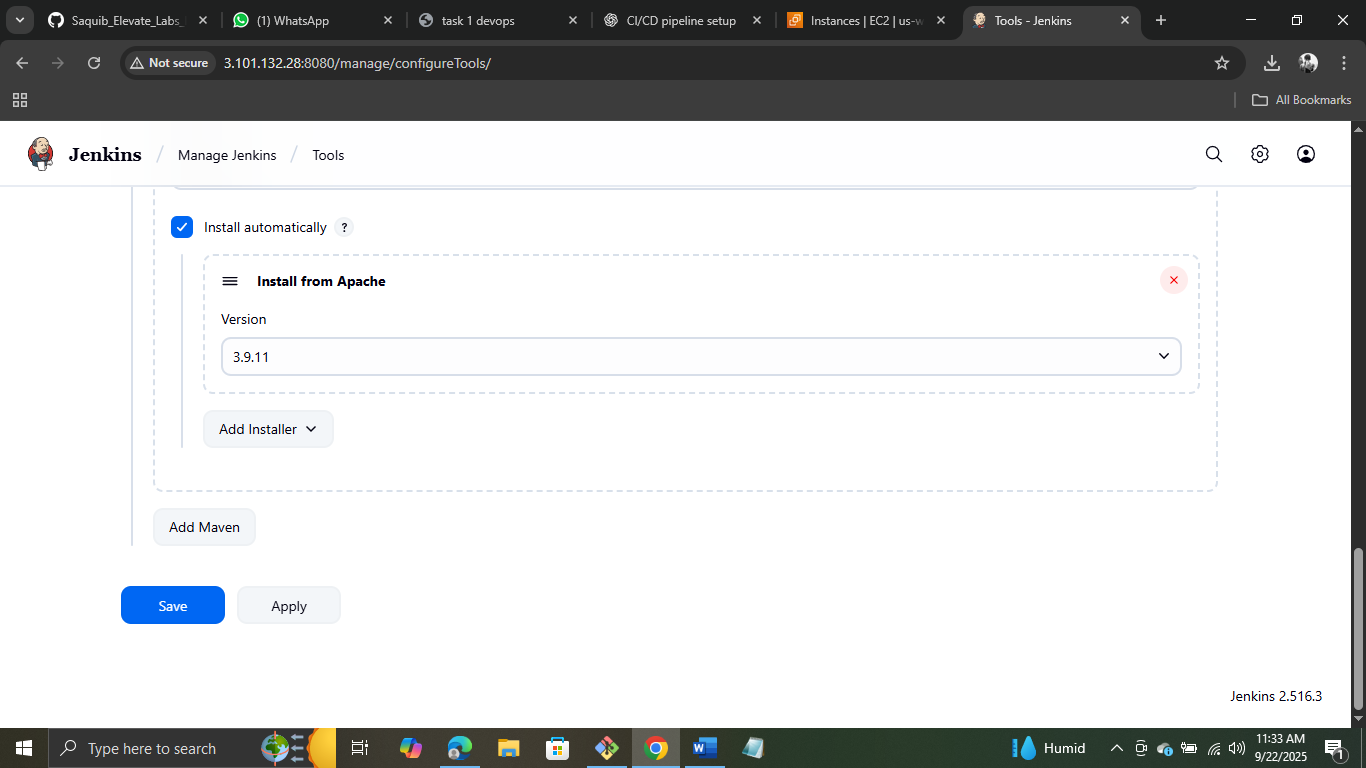 Saquib_Elevate_Labs_
(1) WhatsApp
task 1 devops
CI/CD pipeline setup
Instances | EC2 | us-w
Tools - Jenkins
Not secure
3.101.132.28:8080/manage/configureTools/
All Bookmarks
Jenkins / Manage Jenkins / Tools
Install automatically ?
Install from Apache
Version
3.9.11
Add Installer
Add Maven
Save
Apply
Jenkins 2.516.3
Type here to search
Humid
11:33 AM
9/22/2025
1